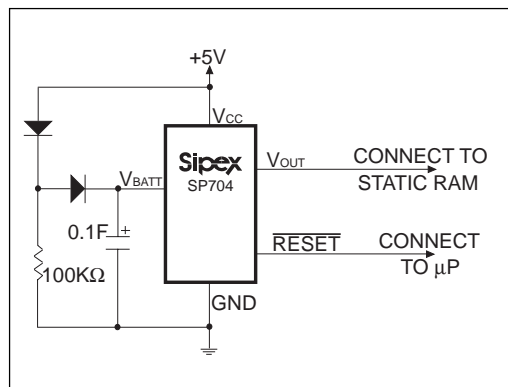 +5V
VCC
Sipex
SP704
VBATT
VOUT
CONNECT TO
STATIC RAM
0.1F
+
RESET
CONNECT
TO μP
100KΩ
GND